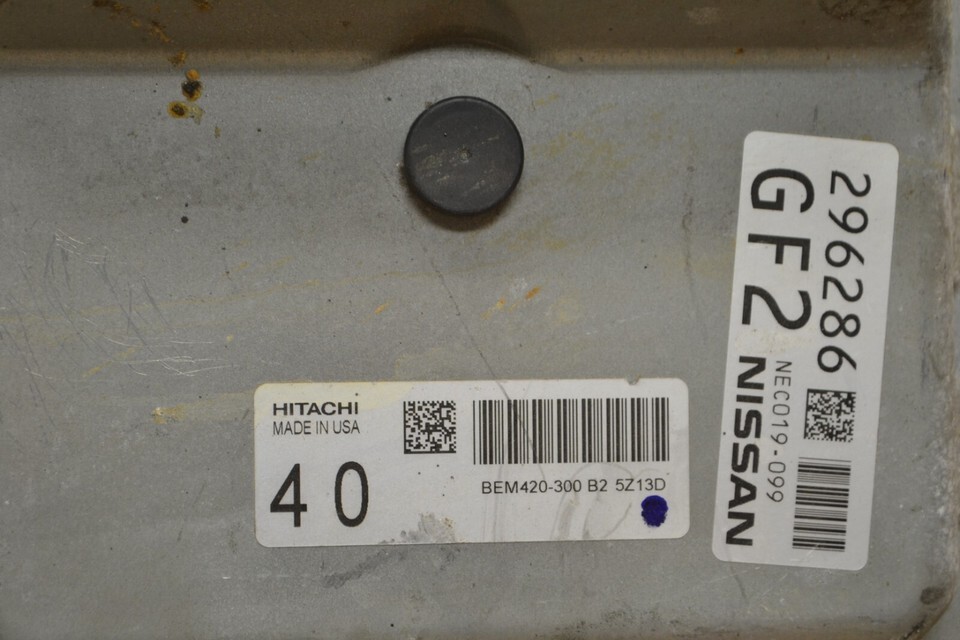 HITACHI
MADE IN USA
40
BEM420-300 B2 5Z13D
296286
GF2
NEC019-099
NISSAN